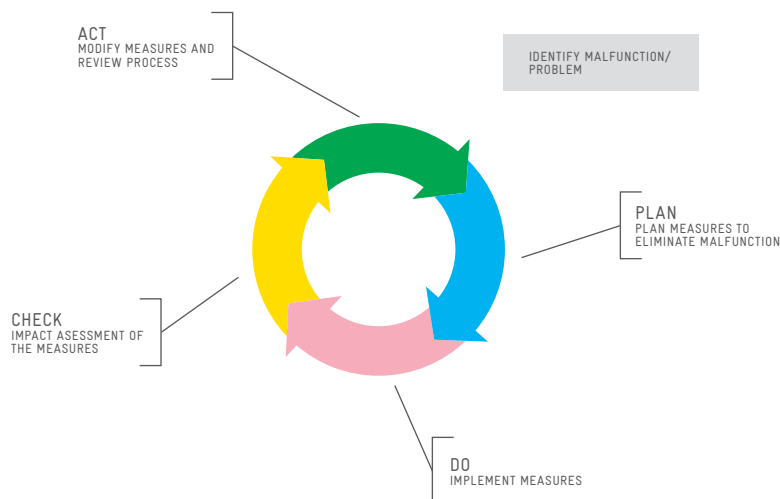 ACT
MODIFY MEASURES AND
REVIEW PROCESS
IDENTIFY MALFUNCTION/
PROBLEM
PLAN
PLAN MEASURES TO
ELIMINATE MALFUNCTION
CHECK
IMPACT ASESSMENT OF
THE MEASURES
DO
IMPLEMENT MEASURES